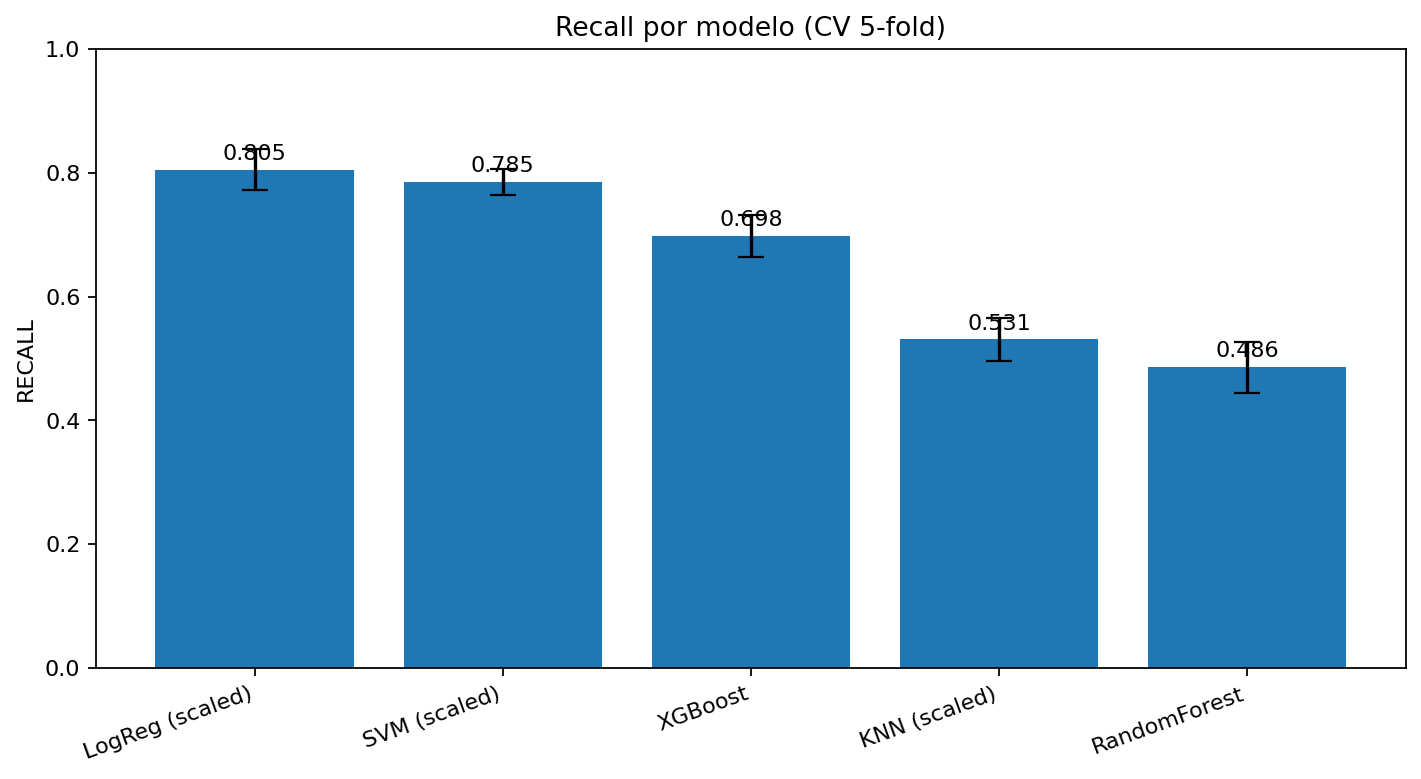 Recall por modelo (CV 5-fold)
RECALL
1.0
0.8
0.6
0.4
0.2
0.0
0.805
0.785
0.698
0.531
0.486
LogReg (scaled)
SVM (scaled)
XGBoost
KNN (scaled)
RandomForest